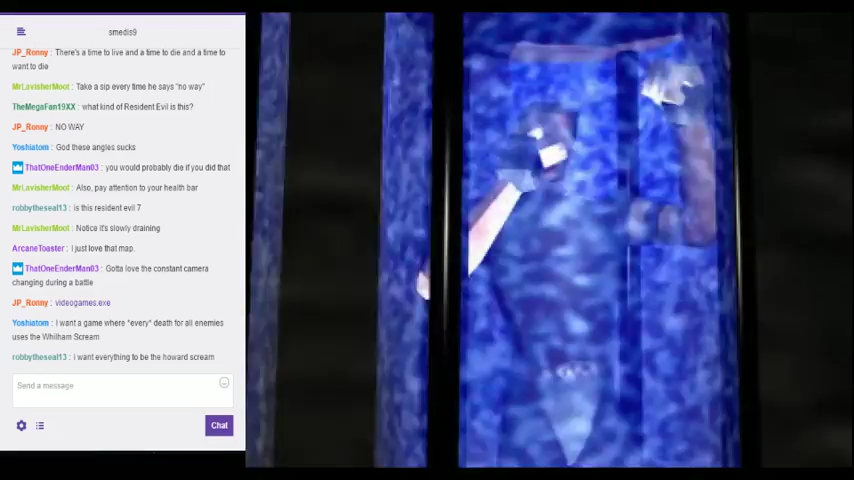 smedis9
JP_Ronny : There's a time to live and a time to die and a time to
want to die
MrLavisherMoot : Take a sip every time he says "no way"
TheMegaFan19XX : what kind of Resident Evil is this?
JP_Ronny : NO WAY
Yoshiatom : God these angles sucks
ThatOneEnderMan03 : you would probably die if you did that
MrLavisherMoot : Also, pay attention to your health bar
robbytheseal13 : is this resident evil 7
MrLavisherMoot : Notice it's slowly draining
ArcaneToaster : I just love that map.
ThatOneEnderMan03 : Gotta love the constant camera
changing during a battle
JP_Ronny : videogames.exe
Yoshiatom : I want a game where *every* death for all enemies
uses the Whilham Scream
robbytheseal13 : i want everything to be the howard scream
Send a message
Chat